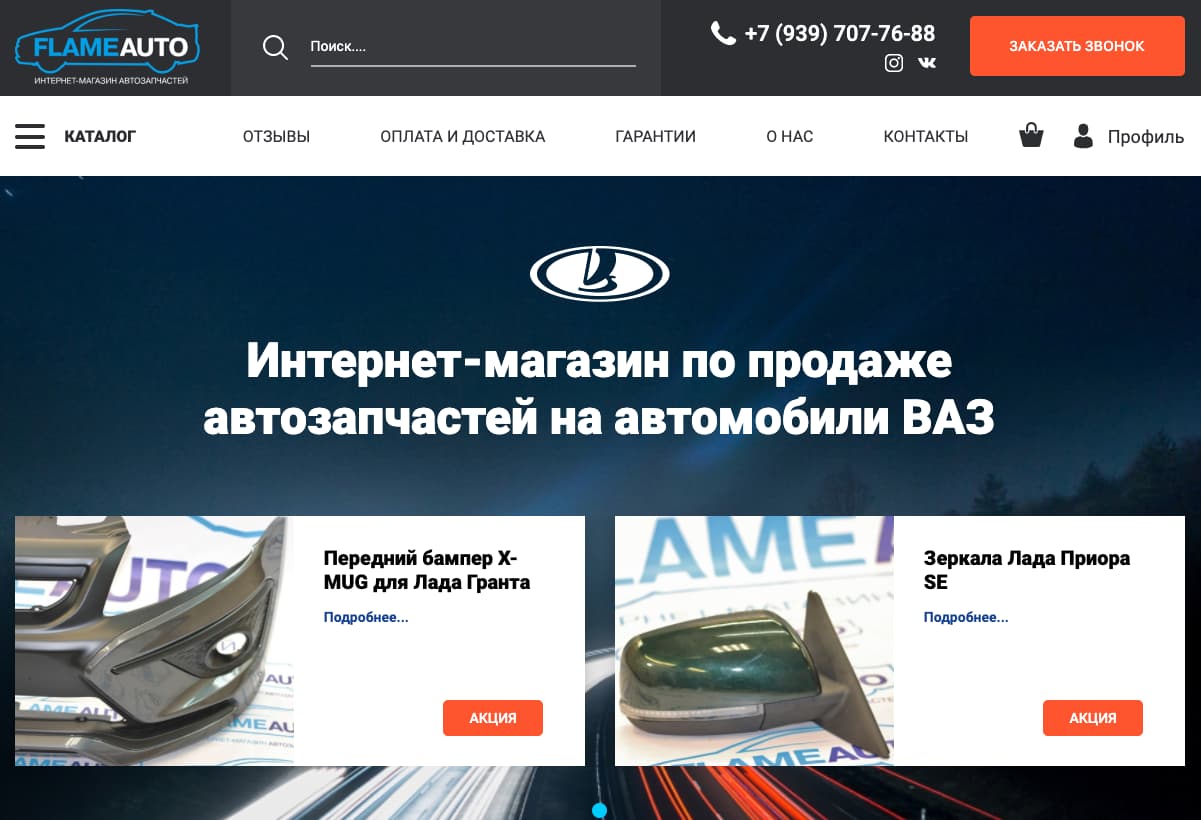 FLAMEAUTO
ИНТЕРНЕТ-МАГАЗИН АВТОЗАПЧАСТЕЙ
Поиск....
+7 (939) 707-76-88
ЗАКАЗАТЬ ЗВОНОК
КАТАЛОГ
ОТЗЫВЫ
ОПЛАТА И ДОСТАВКА
ГАРАНТИИ
О НАС
КОНТАКТЫ
Профиль
Интернет-магазин по продаже
автозапчастей на автомобили ВАЗ
Передний бампер X-
MUG для Лада Гранта
Подробнее...
АКЦИЯ
Зеркала Лада Приора
SE
Подробнее...
АКЦИЯ